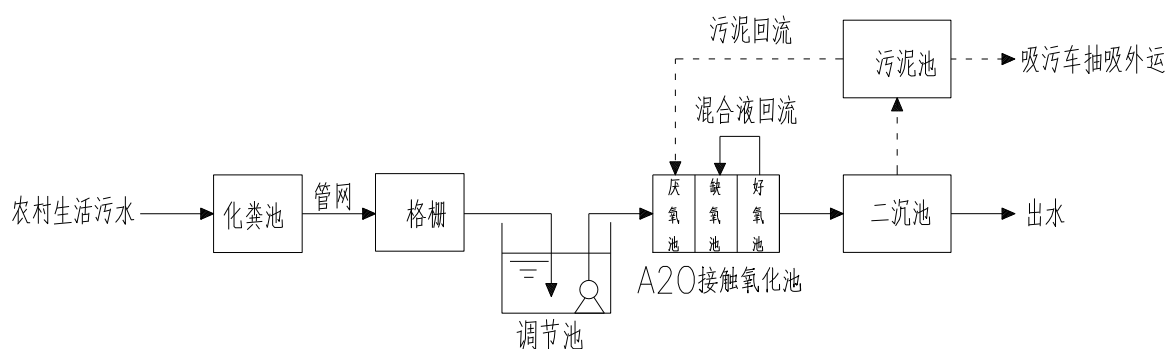 污泥回流
污泥池
吸污车抽吸外运
混合液回流
农村生活污水
化粪池
管网
格栅
厌氧池
缺氧池
好氧池
二沉池
出水
A2O接触氧化池
调节池